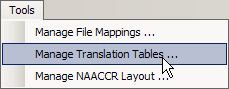 Tools
Manage File Mappings ...
Manage Translation Tables ...
Manage NAACCR Layout ...